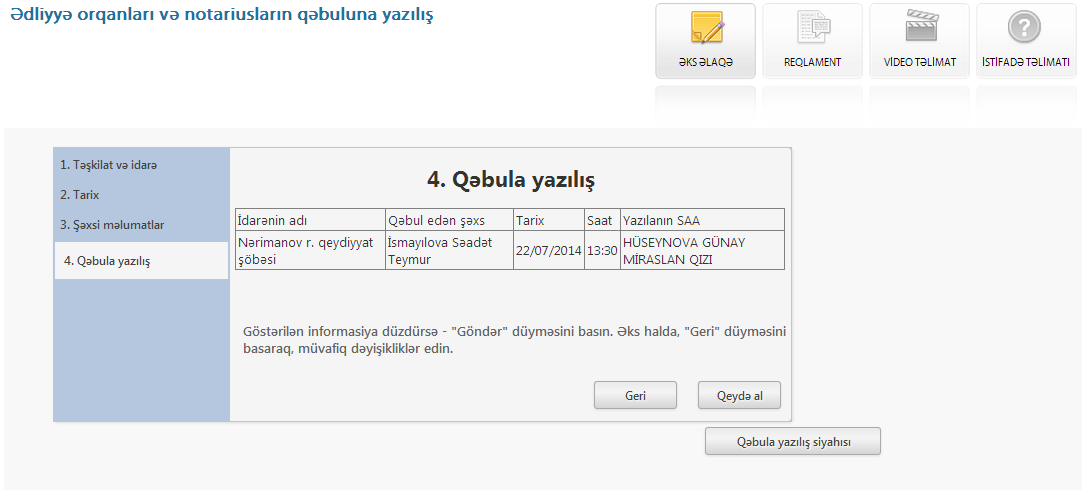 Ədliyyə orqanları və notariusların qəbuluna yazılış
ƏKS ƏLAQƏ
REQLAMENT
VİDEO TƏLİMAT
İSTİFADƏ TƏLİMATI
1. Təşkilat və idarə
2. Tarix
3. Şəxsi məlumatlar
4. Qəbula yazılış
4. Qəbula yazılış
İdarənin adı Qəbul edən şəxs Tarix Saat Yazılanın SAA
Nərimanov r. qeydiyyat İsmayılova Səadət 22/07/2014 13:30 HÜSEYNOVA GÜNAY
şöbəsi Teymur MİRASLAN QIZI
Göstərilən informasiya düzdürsə - "Göndər" düyməsini basın. Əks halda, "Geri" düyməsini
basaraq, müvafiq dəyişikliklər edin.
Geri
Qeydə al
Qəbula yazılış siyahısı